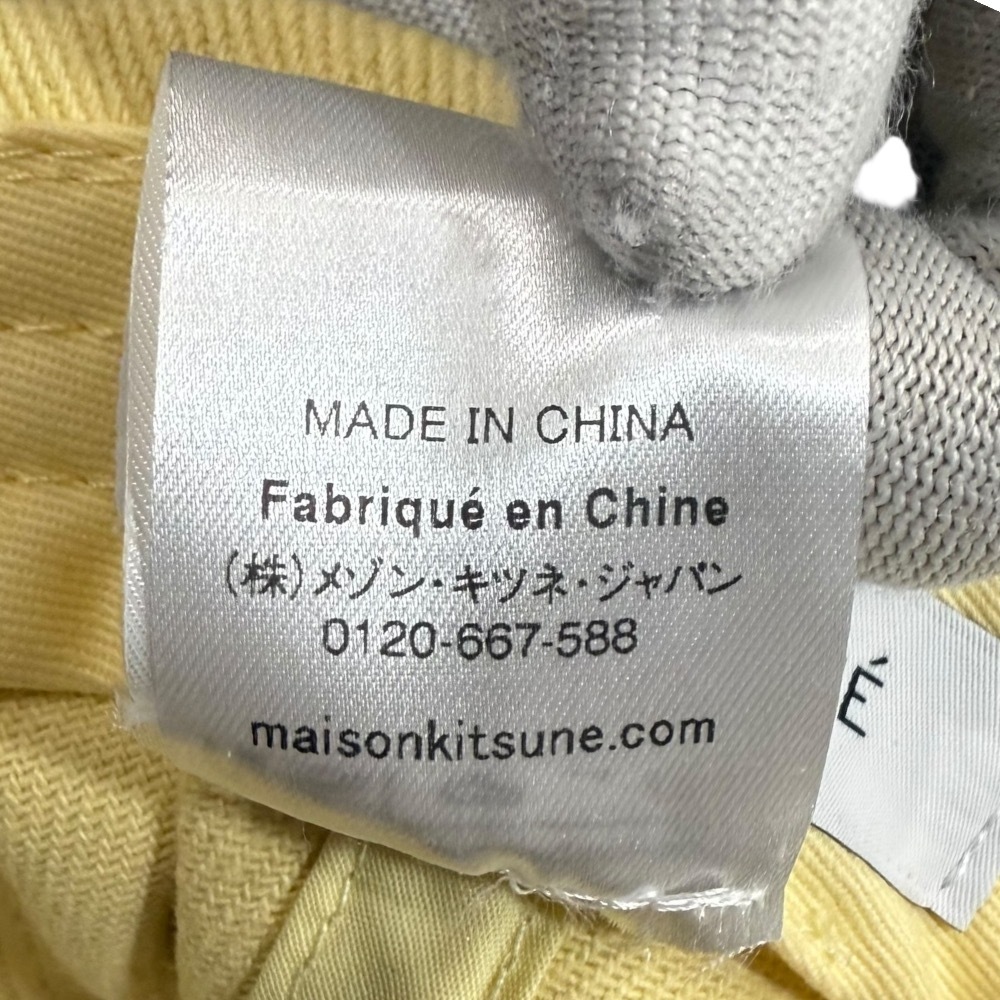 MADE IN CHINA
Fabriqué en Chine
(株)メゾン・キツネ・ジャパン
0120-667-588
maisonkitsune.com
É